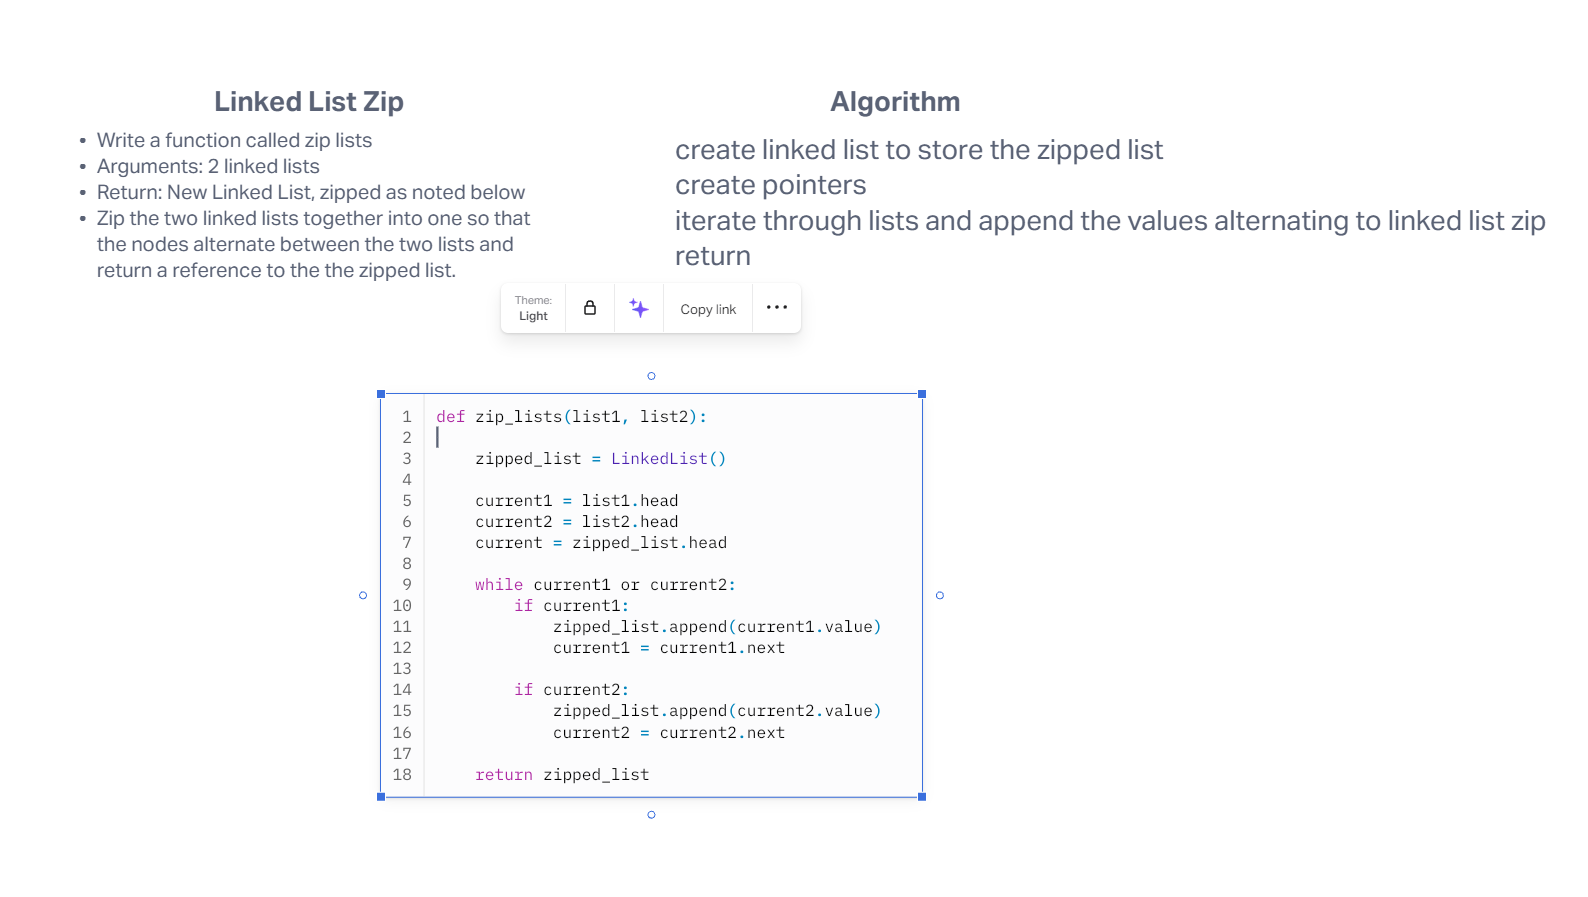 Linked List Zip
• Write a function called zip lists
• Arguments: 2 linked lists
• Return: New Linked List, zipped as noted below
• Zip the two linked lists together into one so that
the nodes alternate between the two lists and
return a reference to the the zipped list.
Algorithm
create linked list to store the zipped list
create pointers
iterate through lists and append the values alternating to linked list zip
return
Theme:
Light
Copy link
1 def zip_lists(list1, list2):
2
3     zipped_list = LinkedList()
4
5     current1 = list1.head
6     current2 = list2.head
7     current = zipped_list.head
8
9     while current1 or current2:
10         if current1:
11             zipped_list.append(current1.value)
12             current1 = current1.next
13
14         if current2:
15             zipped_list.append(current2.value)
16             current2 = current2.next
17
18     return zipped_list